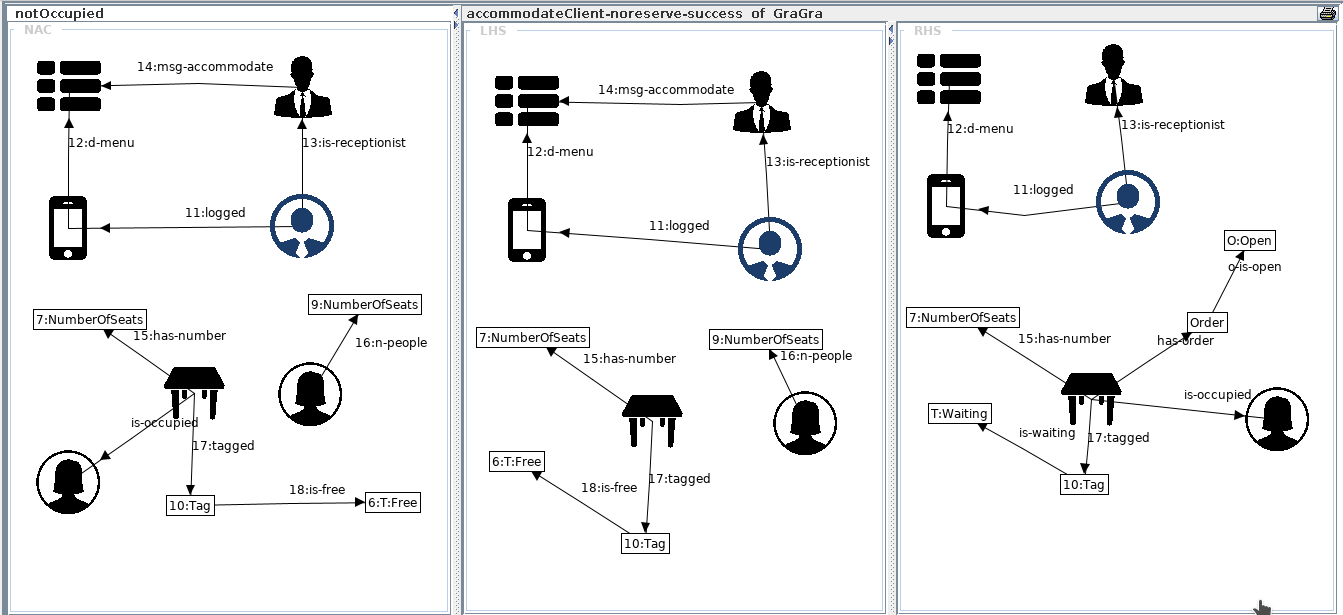 notOccupied
accommodateClient-noreserve-success of GraGra
NAC
14:msg-accommodate
12:d-menu
13:is-receptionist
11:logged
9:NumberOfSeats
7:NumberOfSeats
15:has-number
16:n-people
is-occupied
17:tagged
18:is-free
6:T:Free
10:Tag
LHS
14:msg-accommodate
12:d-menu
13:is-receptionist
11:logged
7:NumberOfSeats
9:NumberOfSeats
15:has-number
16:n-people
6:T:Free
17:tagged
18:is-free
10:Tag
RHS
13:is-receptionist
12:d-menu
11:logged
O:Open
o-is-open
7:NumberOfSeats
Order
15:has-number
has-order
is-occupied
T:Waiting
is-waiting
17:tagged
10:Tag